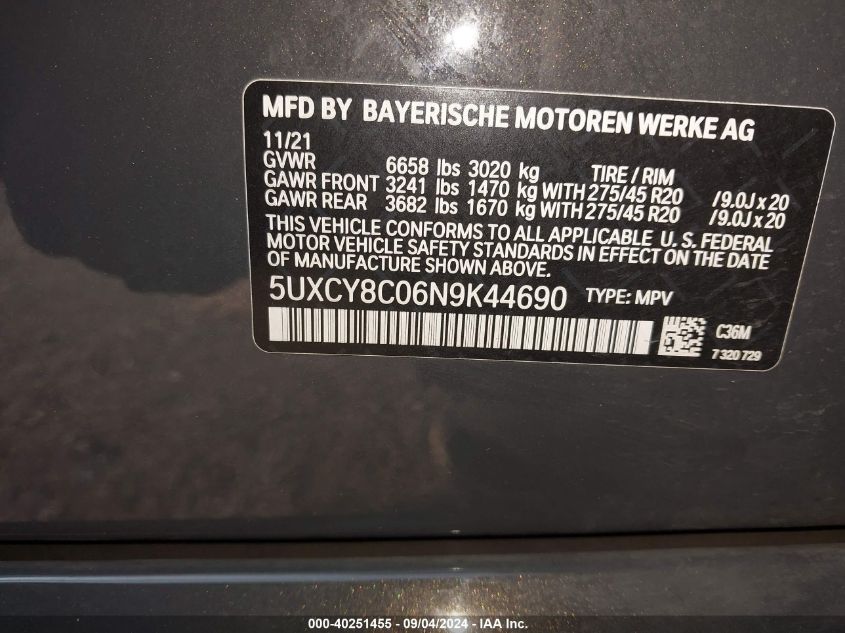 MFD BY BAYERISCHE MOTOREN WERKE AG
11/21
GVWR 6658 lbs 3020 kg TIRE / RIM
GAWR FRONT 3241 lbs 1470 kg WITH 275/45 R20 /9.0J x 20
GAWR REAR 3682 lbs 1670 kg WITH 275/45 R20 /9.0J x 20
THIS VEHICLE CONFORMS TO ALL APPLICABLE U. S. FEDERAL
MOTOR VEHICLE SAFETY STANDARDS IN EFFECT ON THE DATE
OF MANUFACTURE SHOWN ABOVE.
5UXCY8C06N9K44690 TYPE: MPV
C36M
7 320 729
000-40251455 - 09/04/2024 - IAA Inc.